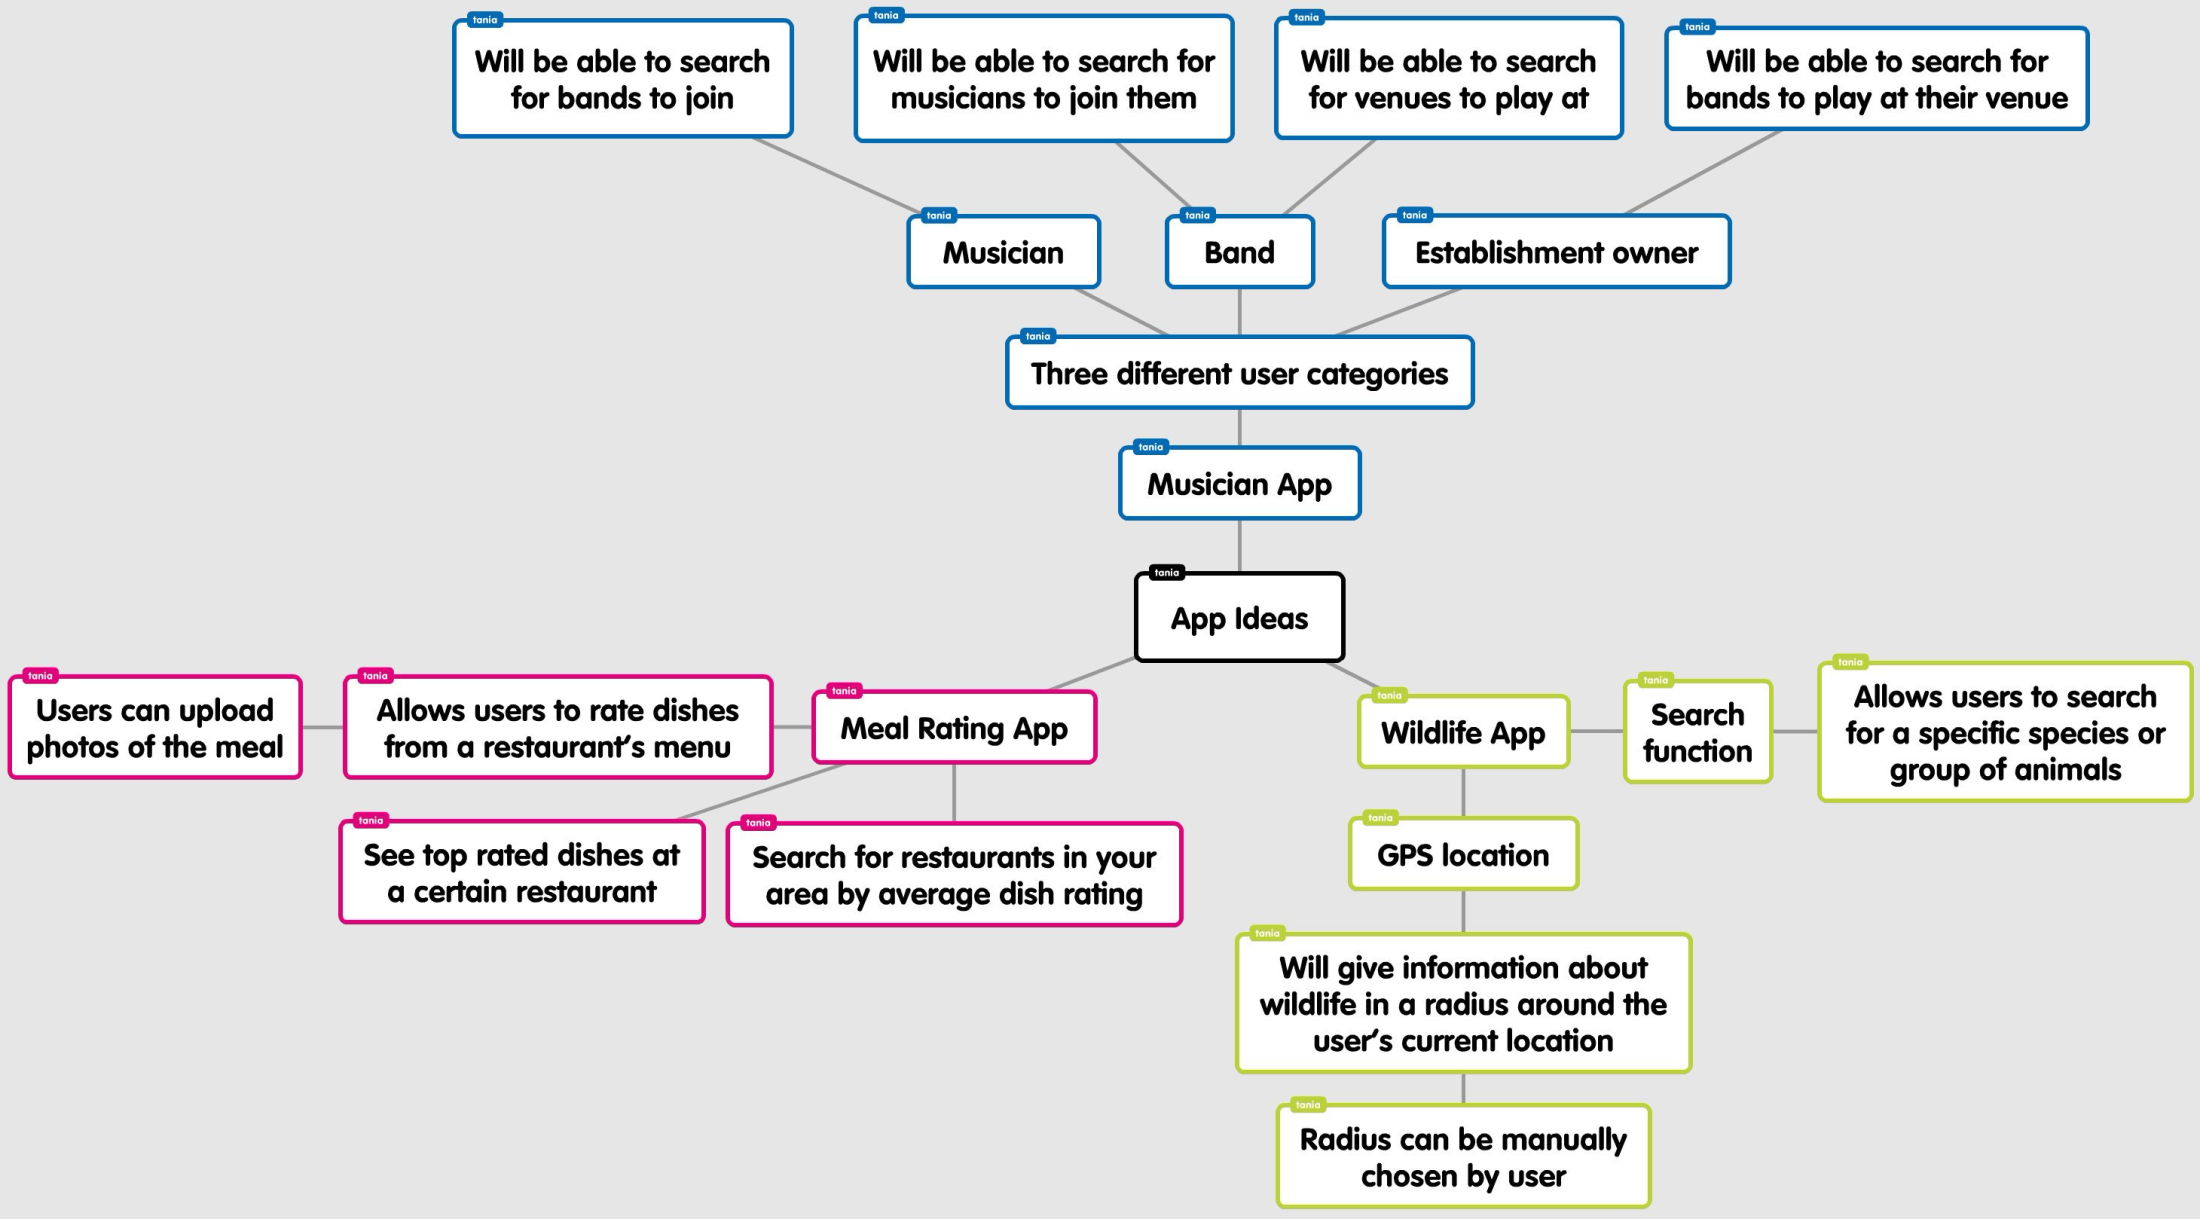 tania
Will be able to search
for bands to join
tania
Will be able to search for
musicians to join them
tania
Will be able to search
for venues to play at
tania
Will be able to search for
bands to play at their venue
tania
Musician
tania
Band
tania
Establishment owner
tania
Three different user categories
tania
Musician App
tania
App Ideas
tania
Users can upload
photos of the meal
tania
Allows users to rate dishes
from a restaurant's menu
tania
Meal Rating App
tania
Wildlife App
tania
Search
function
tania
Allows users to search
for a specific species or
group of animals
tania
See top rated dishes at
a certain restaurant
tania
Search for restaurants in your
area by average dish rating
tania
GPS location
tania
Will give information about
wildlife in a radius around the
user's current location
tania
Radius can be manually
chosen by user